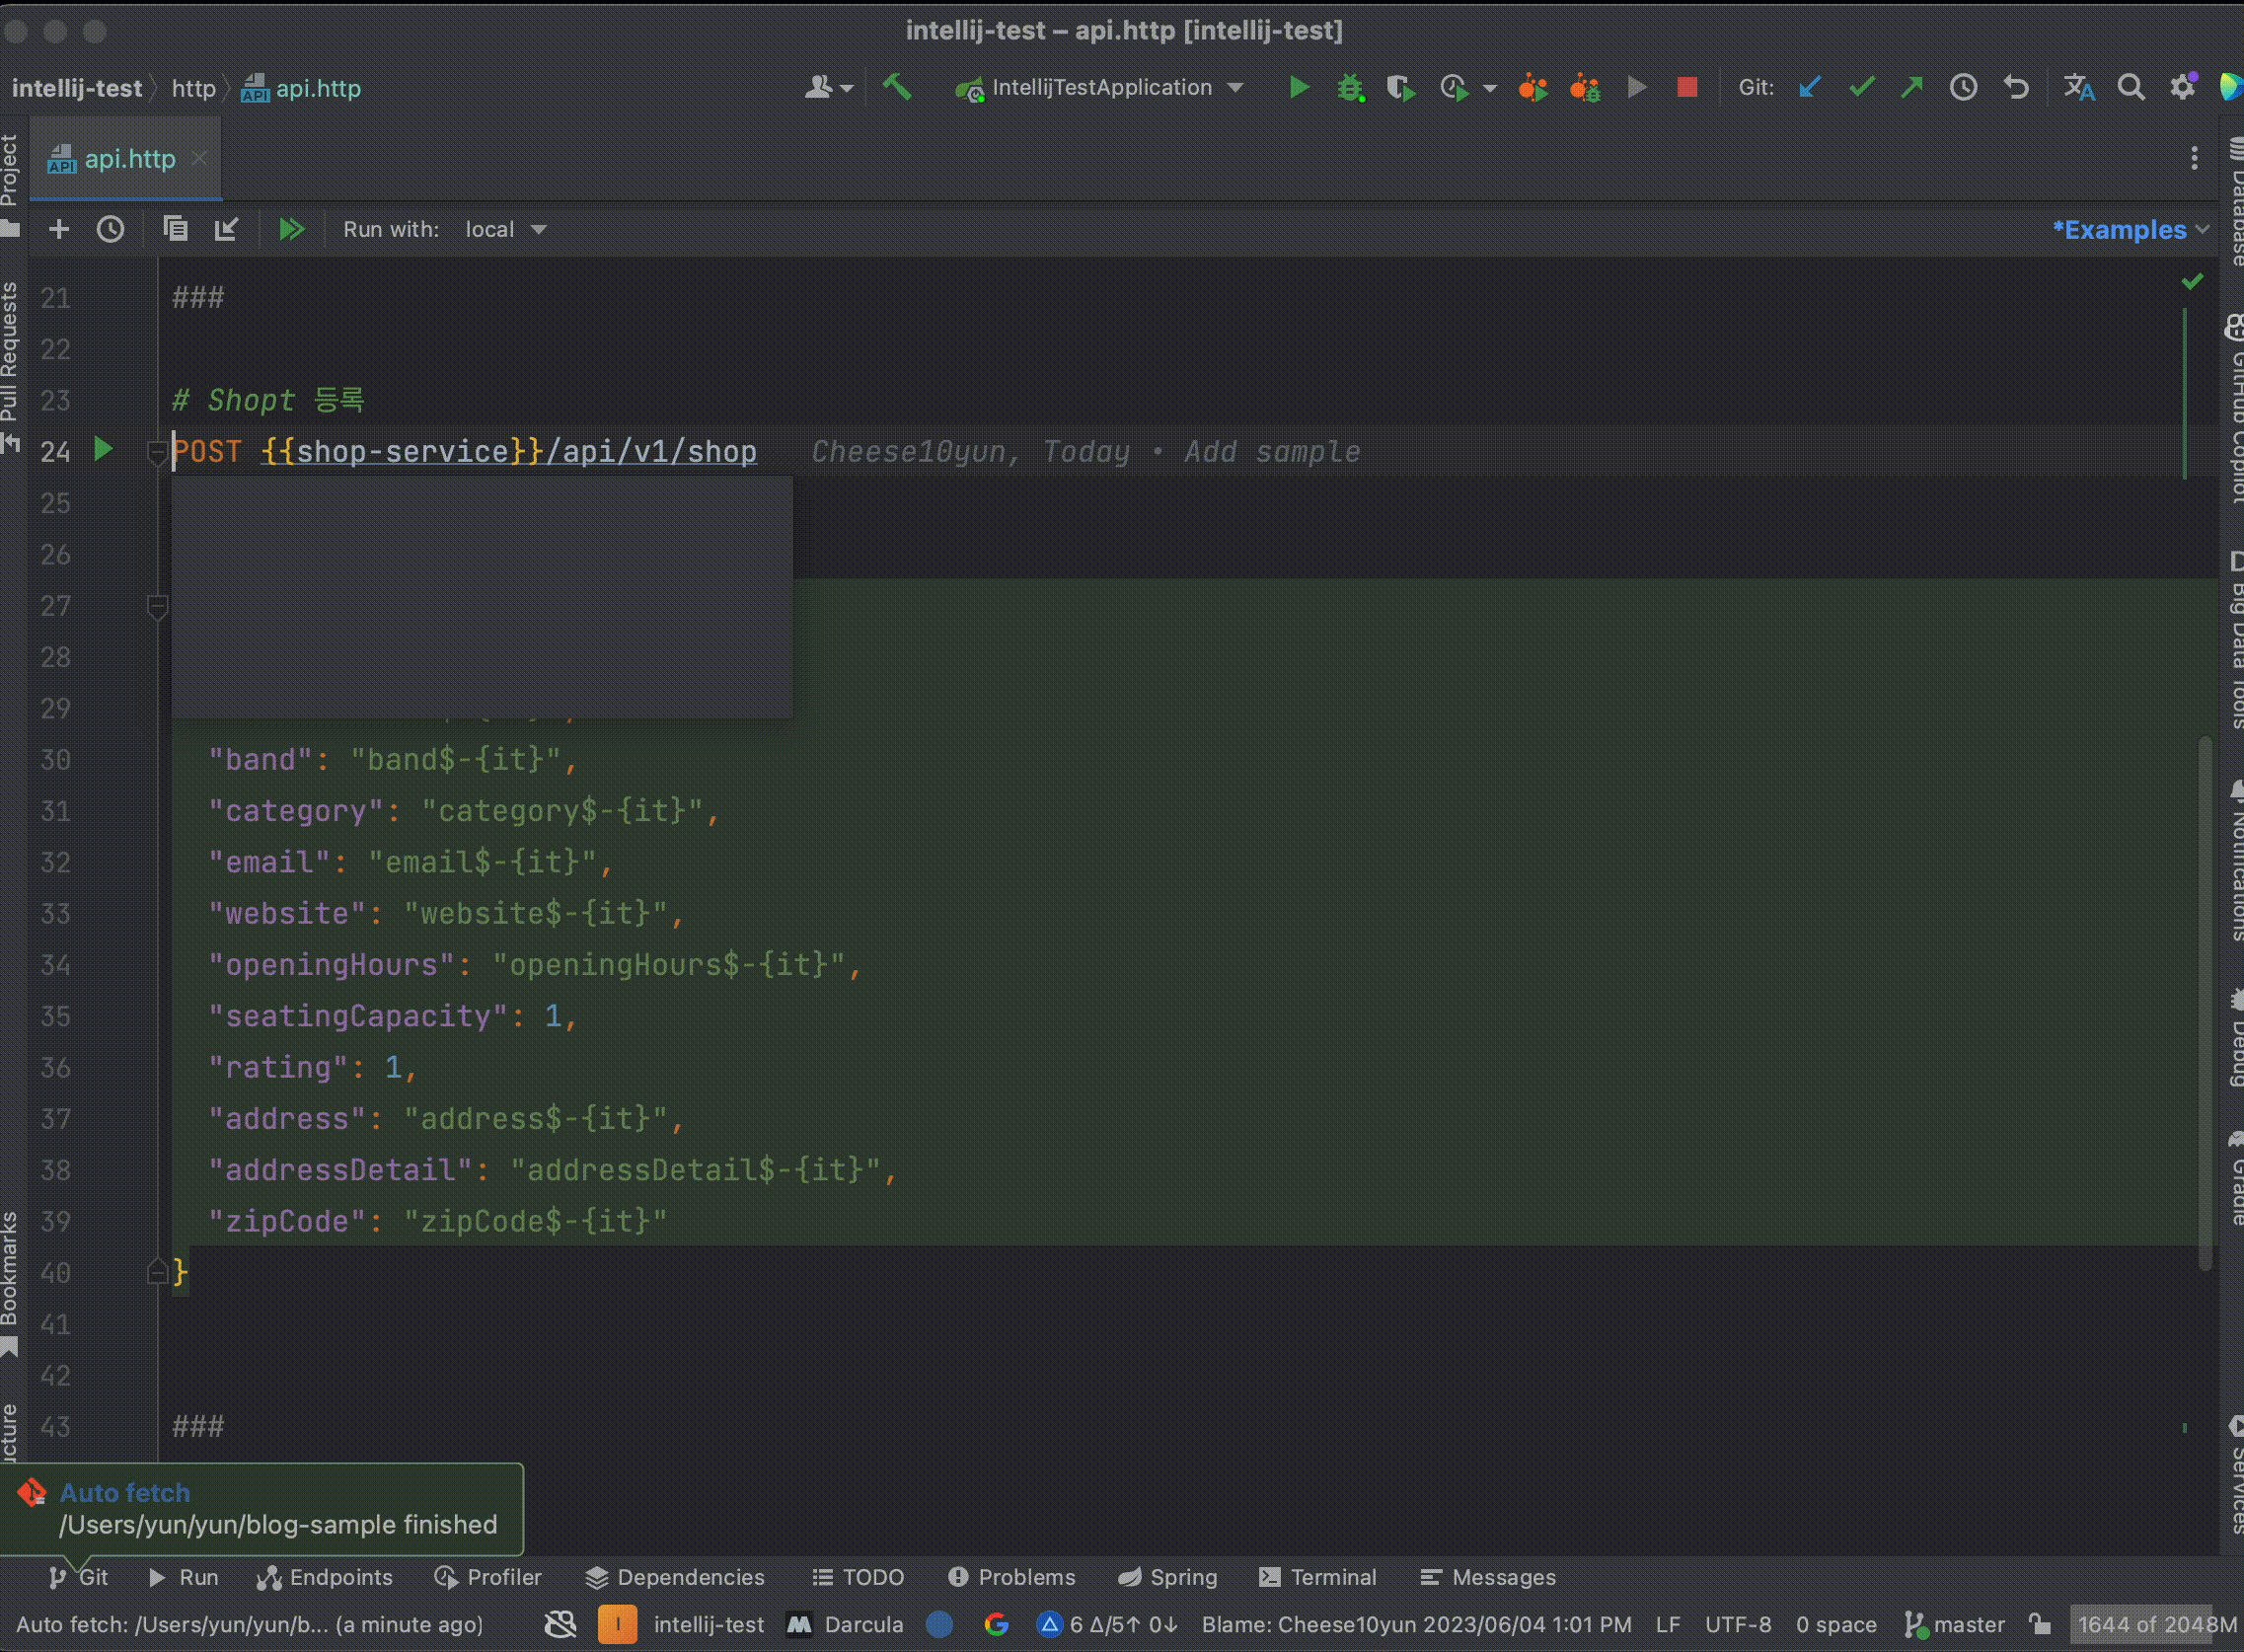 intellij-test – api.http [intellij-test]
intellij-test
http
API
api.http
IntellijTestApplication
Git:
API
api.http
Run with:
local
*Examples
Project
Pull Requests
Bookmarks
Database
GitHub Copilot
Big Data Tools
Notifications
Debug
Gradle
Services
21 ###
22
23 # Shopt 등록
24 POST {{shop-service}}/api/v1/shop Cheese10yun, Today • Add sample
25
26
27
28
29
30 "band": "band$-{it}",
31 "category": "category$-{it}",
32 "email": "email$-{it}",
33 "website": "website$-{it}",
34 "openingHours": "openingHours$-{it}",
35 "seatingCapacity": 1,
36 "rating": 1,
37 "address": "address$-{it}",
38 "addressDetail": "addressDetail$-{it}",
39 "zipCode": "zipCode$-{it}"
40 }
41
42
43 ###
Auto fetch
/Users/yun/yun/blog-sample finished
Git
Run
Endpoints
Profiler
Dependencies
TODO
Problems
Spring
Terminal
Messages
Auto fetch: /Users/yun/yun/b... (a minute ago)
I
intellij-test
Darcula
6 Δ/5↑ 0↓
Blame: Cheese10yun 2023/06/04 1:01 PM
LF
UTF-8
0 space
master
1644 of 2048M